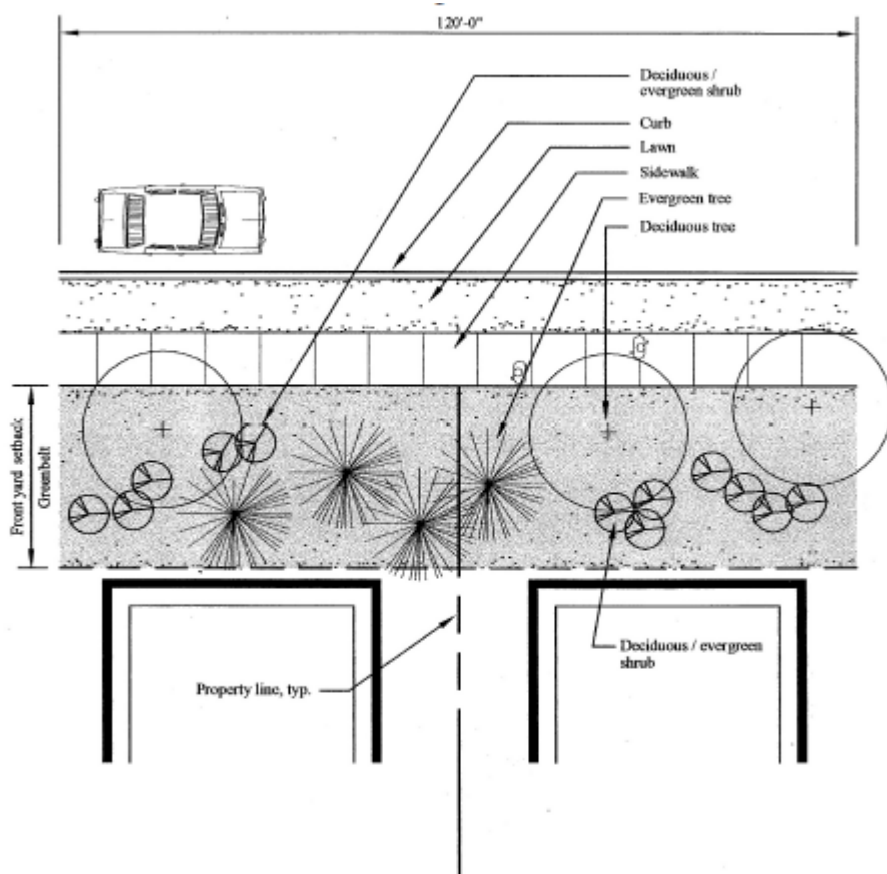 120'-0"
Deciduous /
evergreen shrub
Curb
Lawn
Sidewalk
Evergreen tree
Deciduous tree
Front yard setback
Greenbelt
Deciduous / evergreen
shrub
Property line, typ.